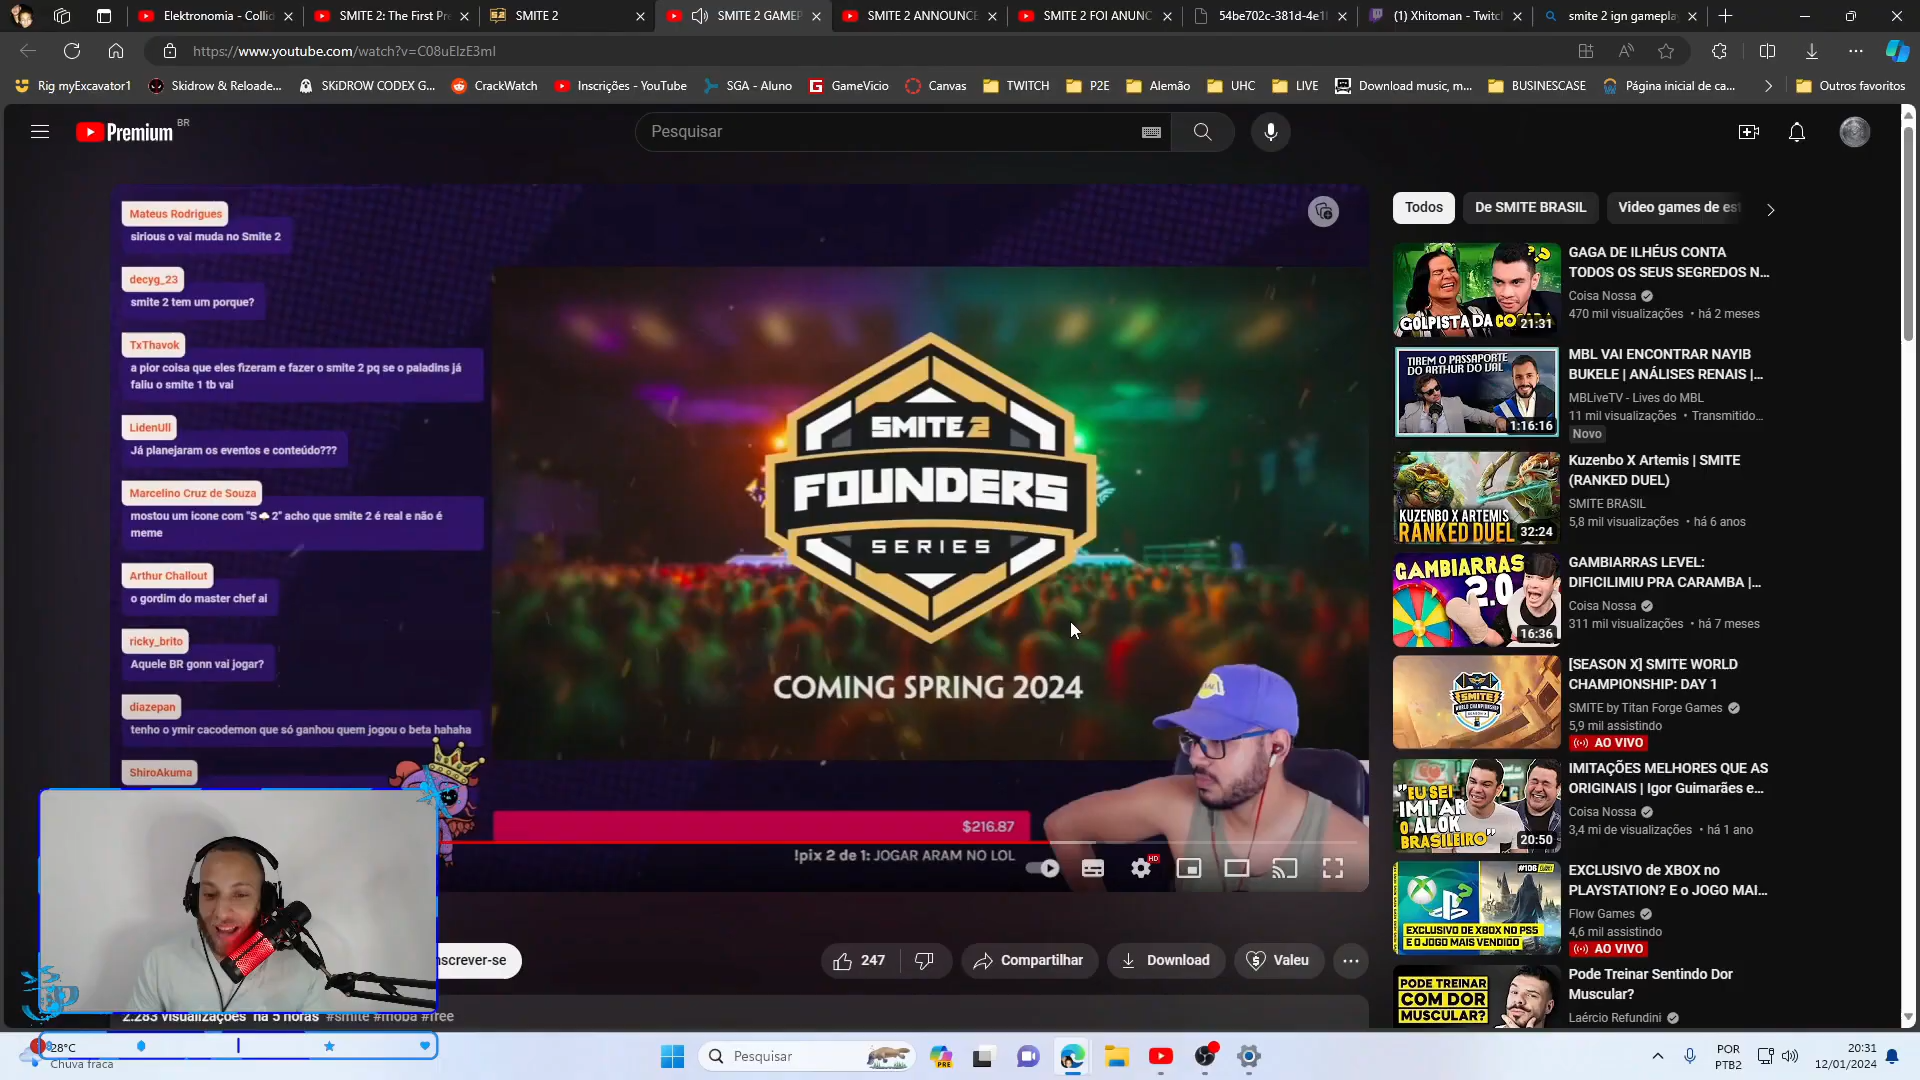 Elektronomia - Collid
SMITE 2: The First Pr
SMITE 2
SMITE 2 GAMEP
SMITE 2 ANNOUNCE
SMITE 2 FOI ANUNC
54be702c-381d-4e1f
(1) Xhitoman - Twitch
smite 2 ign gameplay
https://www.youtube.com/watch?v=C08uElzE3mI
Rig myExcavator1
Skidrow & Reloade...
SKiDROW CODEX G...
CrackWatch
Inscrições - YouTube
SGA - Aluno
GameVicio
Canvas
TWITCH
P2E
Alemão
UHC
LIVE
Download music, m...
BUSINESCASE
Página inicial de ca...
Outros favoritos
Premium BR
Pesquisar
Mateus Rodrigues
sirious o vai muda no Smite 2
decyg_23
smite 2 tem um porque?
TxThavok
a pior coisa que eles fizeram e fazer o smite 2 pq se o paladins já
faliu o smite 1 tb vai
LidenUll
Já planejaram os eventos e conteúdo???
Marcelino Cruz de Souza
mostou um icone com "S🌩2" acho que smite 2 é real e não é
meme
Arthur Challout
o gordim do master chef ai
ricky_brito
Aquele BR gonn vai jogar?
diazepan
tenho o ymir cacodemon que só ganhou quem jogou o beta hahaha
ShiroAkuma
SMITE 2
FOUNDERS
SERIES
COMING SPRING 2024
$216.87
!pix 2 de 1: JOGAR ARAM NO LOL
HD
nscrever-se
247
Compartilhar
Download
Valeu
2.283 visualizações há 5 horas #smite #moba #free
Todos
De SMITE BRASIL
Video games de est
GOLPISTA DA CO
21:31
GAGA DE ILHÉUS CONTA
TODOS OS SEUS SEGREDOS N...
Coisa Nossa
470 mil visualizações • há 2 meses
TIREM O PASSAPORTE
DO ARTHUR DO VAL
1:16:16
MBL VAI ENCONTRAR NAYIB
BUKELE | ANÁLISES RENAIS |...
MBLiveTV - Lives do MBL
11 mil visualizações • Transmitido...
Novo
KUZENBO X ARTEMIS
RANKED DUEL
32:24
Kuzenbo X Artemis | SMITE
(RANKED DUEL)
SMITE BRASIL
5,8 mil visualizações • há 6 anos
GAMBIARRAS
2.0
16:36
GAMBIARRAS LEVEL:
DIFICILIMIU PRA CARAMBA |...
Coisa Nossa
311 mil visualizações • há 7 meses
SMITE
[SEASON X] SMITE WORLD
CHAMPIONSHIP: DAY 1
SMITE by Titan Forge Games
5,9 mil assistindo
AO VIVO
"EU SEI
IMITAR
O ALOK
BRASILEIRO"
20:50
IMITAÇÕES MELHORES QUE AS
ORIGINAIS | Igor Guimarães e...
Coisa Nossa
3,4 mi de visualizações • há 1 ano
#106
EXCLUSIVO DE XBOX NO PS5
E O JOGO MAIS VENDIDO
EXCLUSIVO de XBOX no
PLAYSTATION? E o JOGO MAI...
Flow Games
4,6 mil assistindo
AO VIVO
PODE TREINAR
COM DOR
MUSCULAR?
Pode Treinar Sentindo Dor
Muscular?
Laércio Refundini
28°C
Chuva fraca
Pesquisar
PRE
POR
PTB2
20:31
12/01/2024